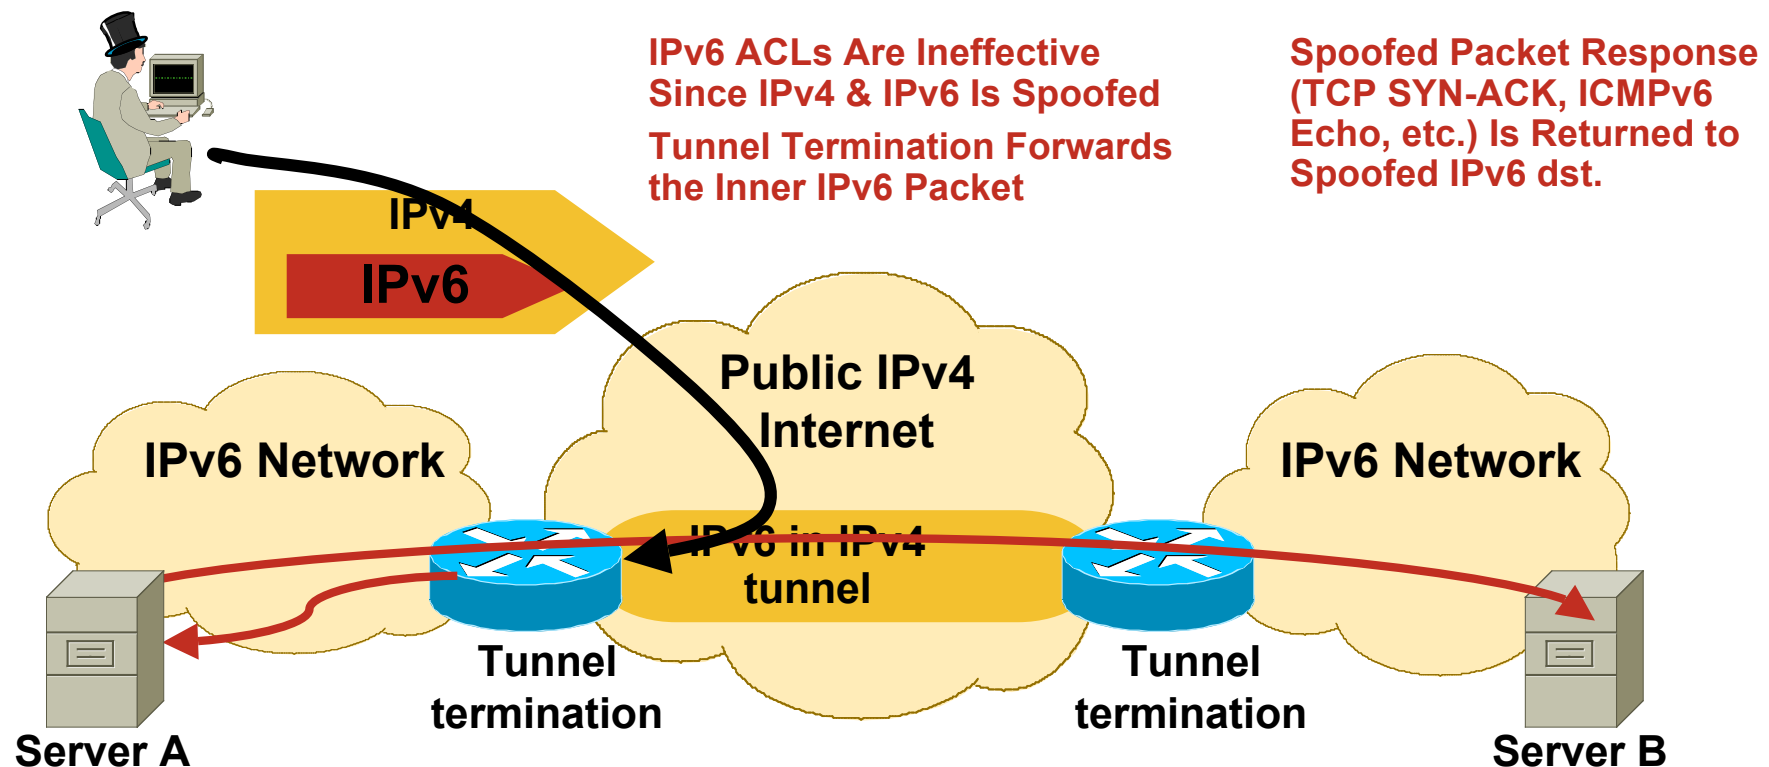 IPv6 ACLs Are Ineffective
Since IPv4 & IPv6 Is Spoofed
Tunnel Termination Forwards
the Inner IPv6 Packet
Spoofed Packet Response
(TCP SYN-ACK, ICMPv6
Echo, etc.) Is Returned to
Spoofed IPv6 dst.
IPv4
IPv6
Public IPv4
Internet
IPv6 Network
IPv6 Network
IPv6 in IPv4
tunnel
Tunnel
termination
Tunnel
termination
Server A
Server B